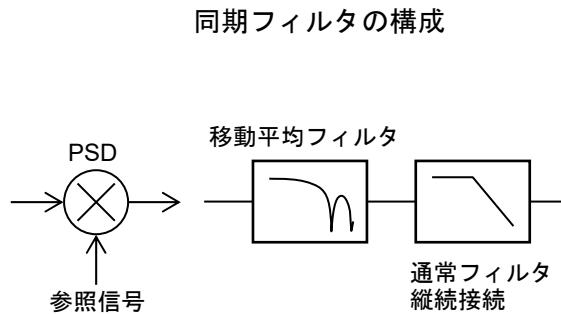 同期フィルタの構成
移動平均フィルタ
PSD
参照信号
通常フィルタ
縦続接続